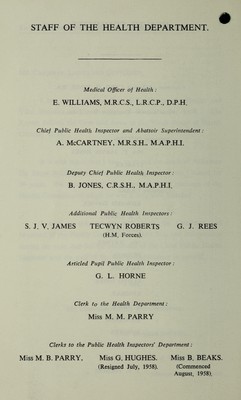 STAFF OF THE HEALTH DEPARTMENT.
Medical Officer of Health:
E. WILLIAMS, M.R.C.S., L.R.C.P., D.P.H.
Chief Public Health Inspector and Abattoir Superintendent:
A. McCARTNEY, M.R.S.H., M.A.P.H.I.
Deputy Chief Public Health Inspector:
B. JONES, C.R.S.H., M.A.P.H.I.
Additional Public Health Inspectors:
S. J. V. JAMES TECWYN ROBERTS G. J. REES
(H.M. Forces).
Articled Pupil Public Health Inspector:
G. L. HORNE
Clerk to the Health Department:
Miss M. M. PARRY
Clerks to the Public Health Inspectors' Department:
Miss M. B. PARRY, Miss G. HUGHES. Miss B. BEAKS.
(Resigned July, 1958). (Commenced
August, 1958).